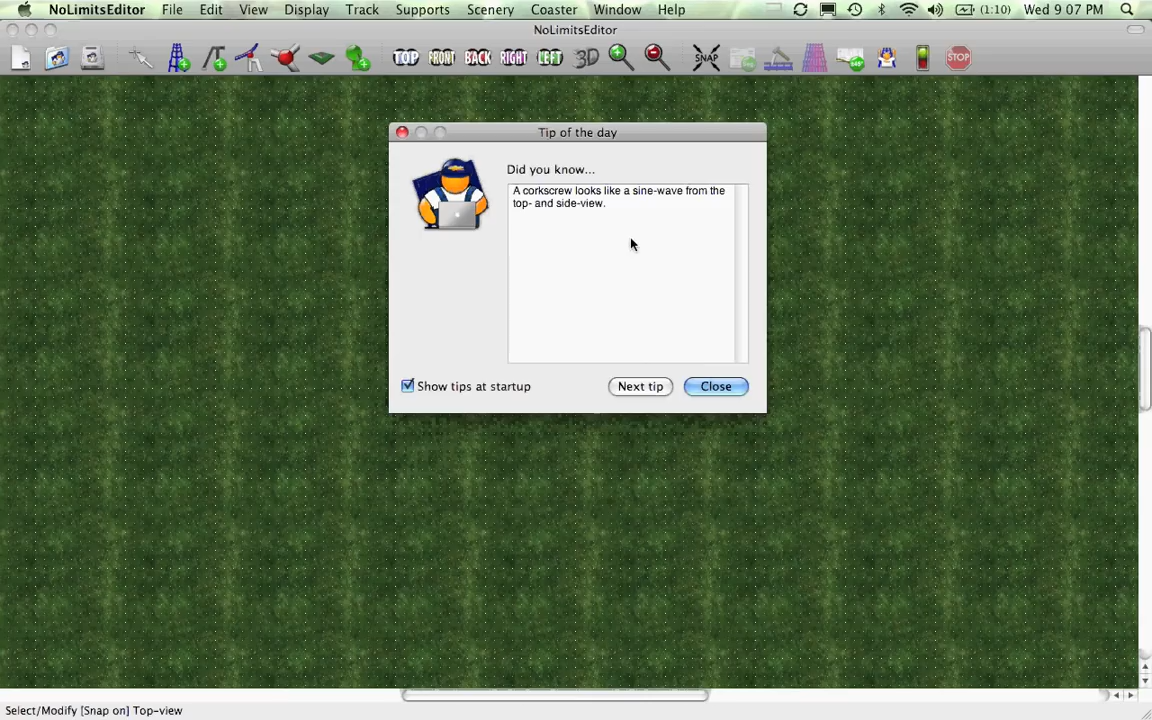 NoLimitsEditor File Edit View Display Track Supports Scenery Coaster Window Help (1:10) Wed 9:07 PM
NoLimitsEditor
TOP FRONT BACK RIGHT LEFT 3D SNAP STOP
Tip of the day
Did you know...
A corkscrew looks like a sine-wave from the
top- and side-view.
Show tips at startup Next tip Close
Select/Modify [Snap on] Top-view